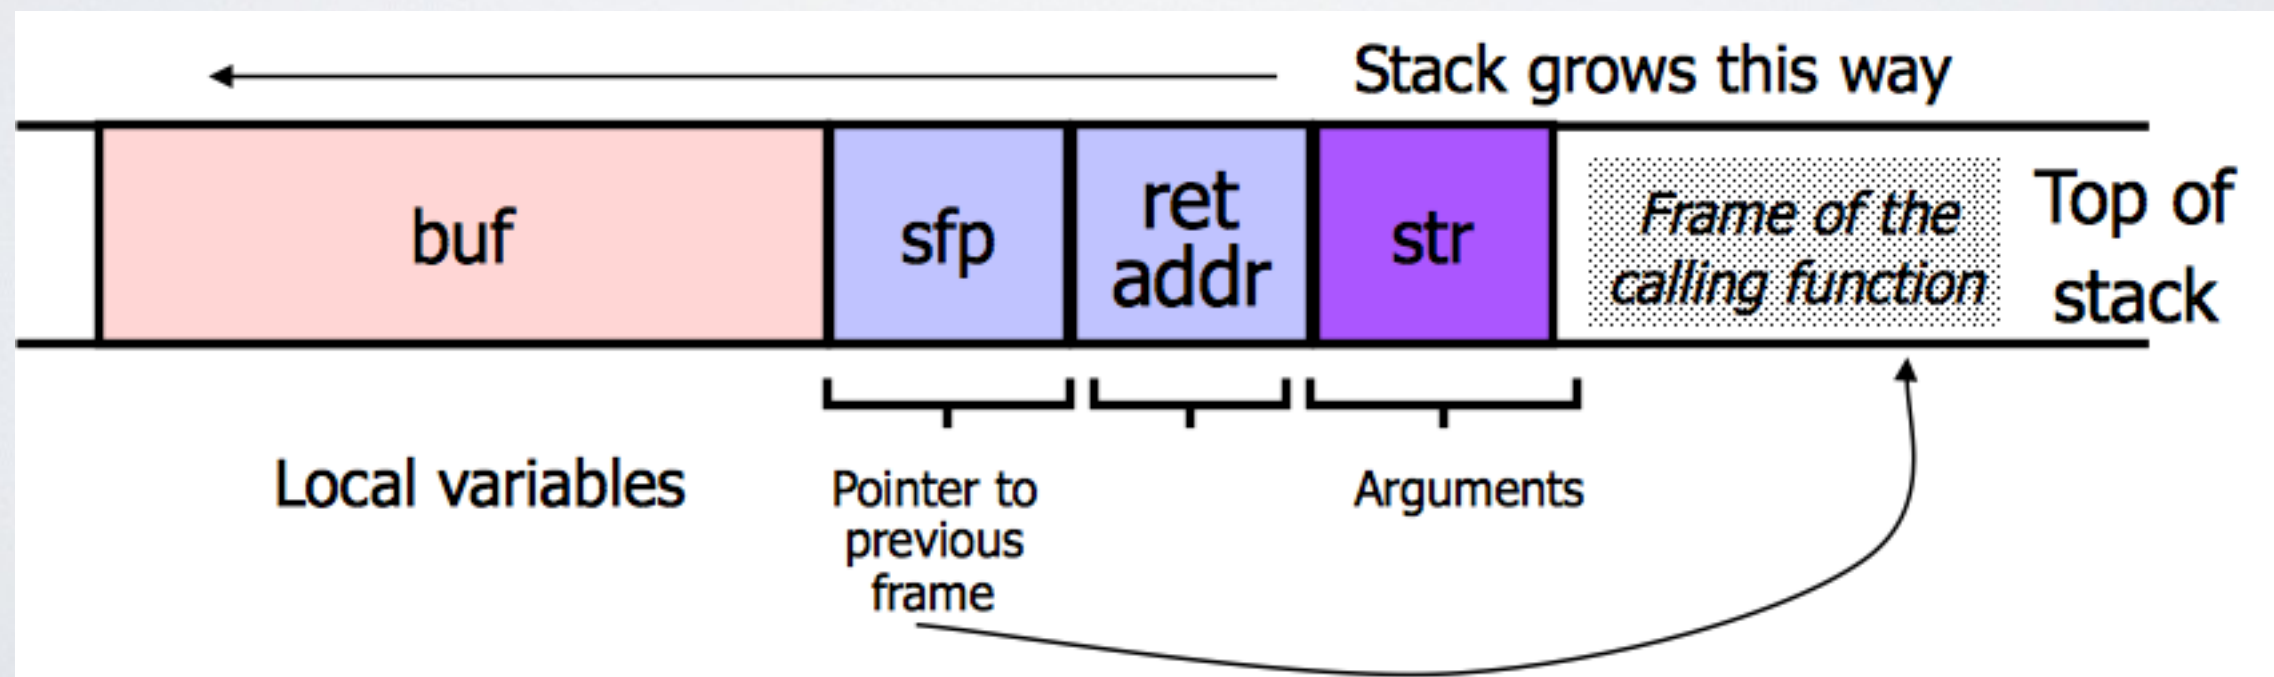 Stack grows this way
buf
sfp
ret
addr
str
Frame of the
calling function
Top of
stack
Local variables
Pointer to
previous
frame
Arguments